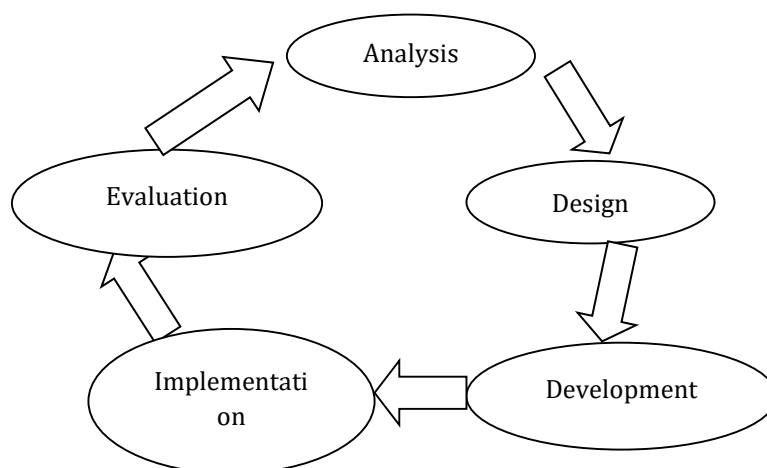 Analysis
Design
Development
Implementati
on
Evaluation